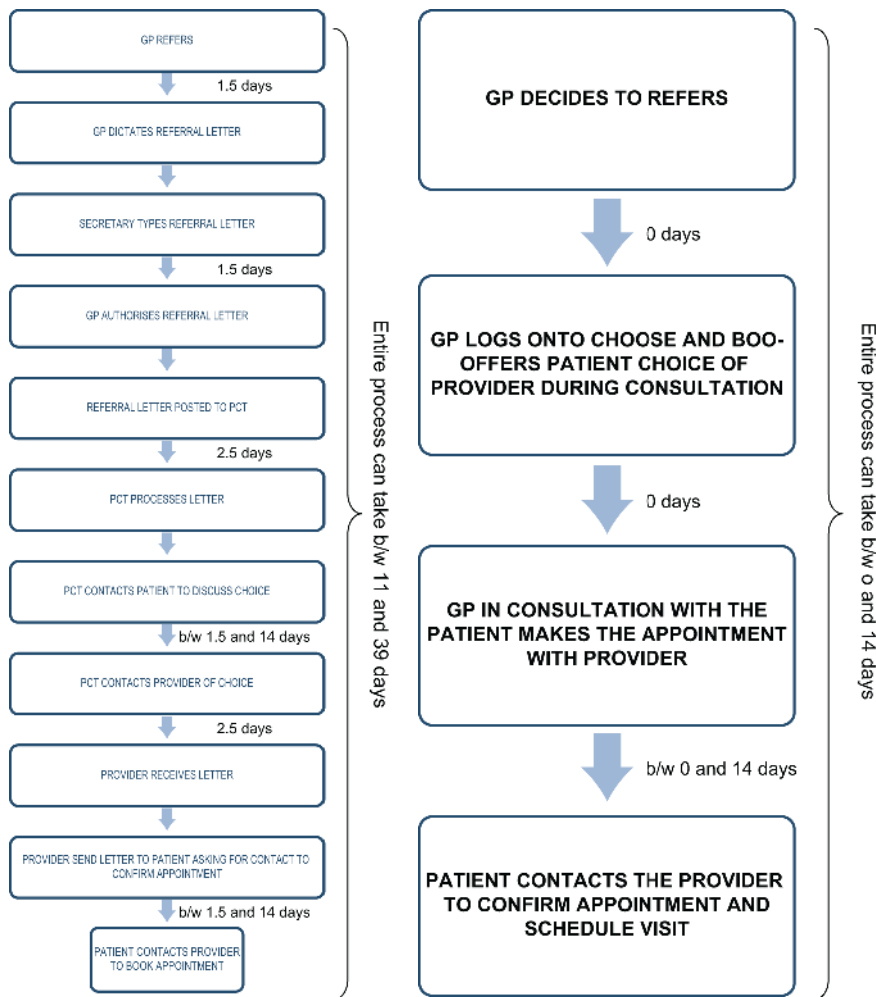 GP REFERS
1.5 days
GP DICTATES REFERRAL LETTER
SECRETARY TYPES REFERRAL LETTER
1.5 days
GP AUTHORISES REFERRAL LETTER
REFERRAL LETTER POSTED TO PCT
2.5 days
PCT PROCESSES LETTER
PCT CONTACTS PATIENT TO DISCUSS CHOICE
b/w 1.5 and 14 days
PCT CONTACTS PROVIDER OF CHOICE
2.5 days
PROVIDER RECEIVES LETTER
PROVIDER SEND LETTER TO PATIENT ASKING FOR CONTACT TO
CONFIRM APPOINTMENT
b/w 1.5 and 14 days
PATIENT CONTACTS PROVIDER
TO BOOK APPOINTMENT
Entire process can take b/w 11 and 39 days
GP DECIDES TO REFERS
0 days
GP LOGS ONTO CHOOSE AND BOO-
OFFERS PATIENT CHOICE OF
PROVIDER DURING CONSULTATION
0 days
GP IN CONSULTATION WITH THE
PATIENT MAKES THE APPOINTMENT
WITH PROVIDER
b/w 0 and 14 days
PATIENT CONTACTS THE PROVIDER
TO CONFIRM APPOINTMENT AND
SCHEDULE VISIT
Entire process can take b/w o and 14 days